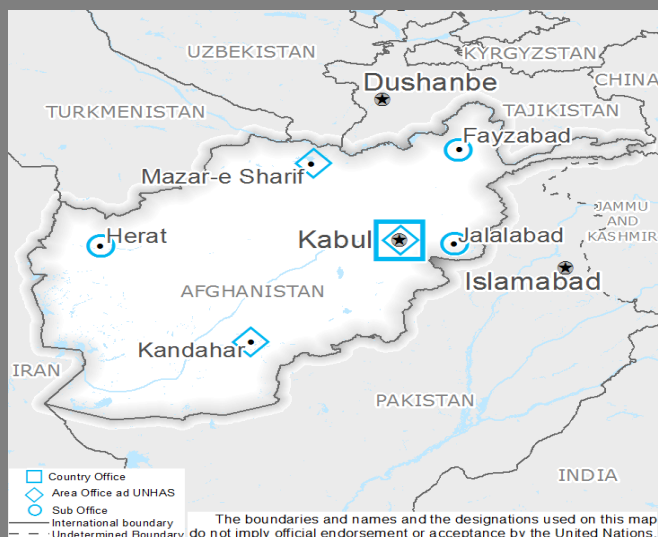 UZBEKISTAN
KYRGYZSTAN
CHINA
Dushanbe
TURKMENISTAN
TAJIKISTAN
Fayzabad
Mazar-e Sharif
JAMMU
AND
KASHMIR
Herat
Kabul
Jalalabad
Islamabad
AFGHANISTAN
Kandahar
IRAN
PAKISTAN
INDIA
Country Office
Area Office ad UNHAS
Sub Office
International boundary
Undetermined Boundary
The boundaries and names and the designations used on this map
do not imply official endorsement or acceptance by the United Nations.